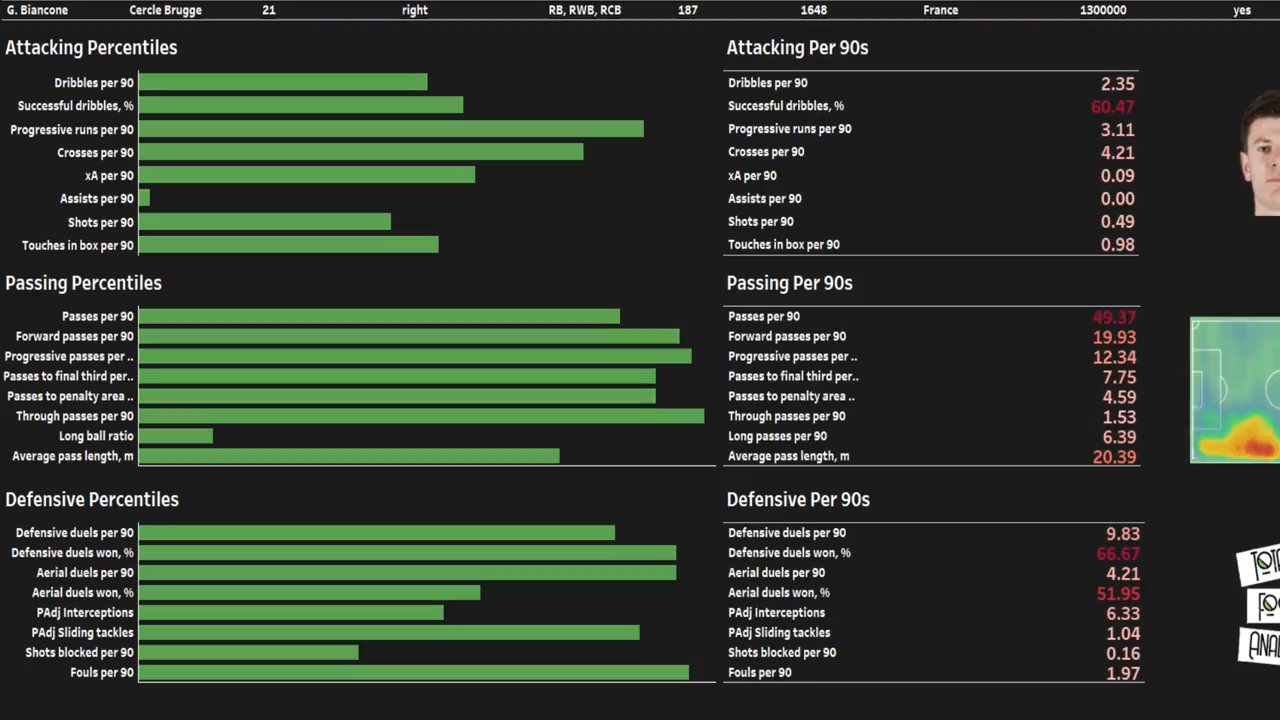 G. Biancone Cercle Brugge 21 right RB, RWB, RCB 187 1648 France 1300000 yes
Attacking Percentiles
Dribbles per 90
Successful dribbles, %
Progressive runs per 90
Crosses per 90
xA per 90
Assists per 90
Shots per 90
Touches in box per 90
Attacking Per 90s
Dribbles per 90 2.35
Successful dribbles, % 60.47
Progressive runs per 90 3.11
Crosses per 90 4.21
xA per 90 0.09
Assists per 90 0.00
Shots per 90 0.49
Touches in box per 90 0.98
Passing Percentiles
Passes per 90
Forward passes per 90
Progressive passes per ..
Passes to final third per..
Passes to penalty area ..
Through passes per 90
Long ball ratio
Average pass length, m
Passing Per 90s
Passes per 90 49.37
Forward passes per 90 19.93
Progressive passes per .. 12.34
Passes to final third per.. 7.75
Passes to penalty area .. 4.59
Through passes per 90 1.53
Long passes per 90 6.39
Average pass length, m 20.39
Defensive Percentiles
Defensive duels per 90
Defensive duels won, %
Aerial duels per 90
Aerial duels won, %
PAdj Interceptions
PAdj Sliding tackles
Shots blocked per 90
Fouls per 90
Defensive Per 90s
Defensive duels per 90 9.83
Defensive duels won, % 66.67
Aerial duels per 90 4.21
Aerial duels won, % 51.95
PAdj Interceptions 6.33
PAdj Sliding tackles 1.04
Shots blocked per 90 0.16
Fouls per 90 1.97
TOTA
FOO
ANAL